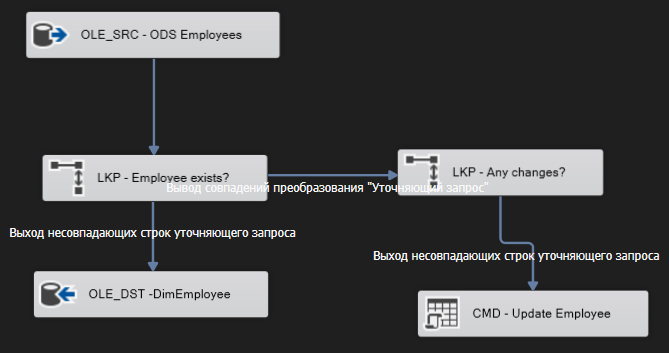 OLE_SRC - ODS Employees
LKP - Employee exists?
LKP - Any changes?
Вывод совпадений преобразования "Уточняющий запрос"
Выход несовпадающих строк уточняющего запроса
Выход несовпадающих строк уточняющего запроса
OLE_DST -DimEmployee
CMD - Update Employee